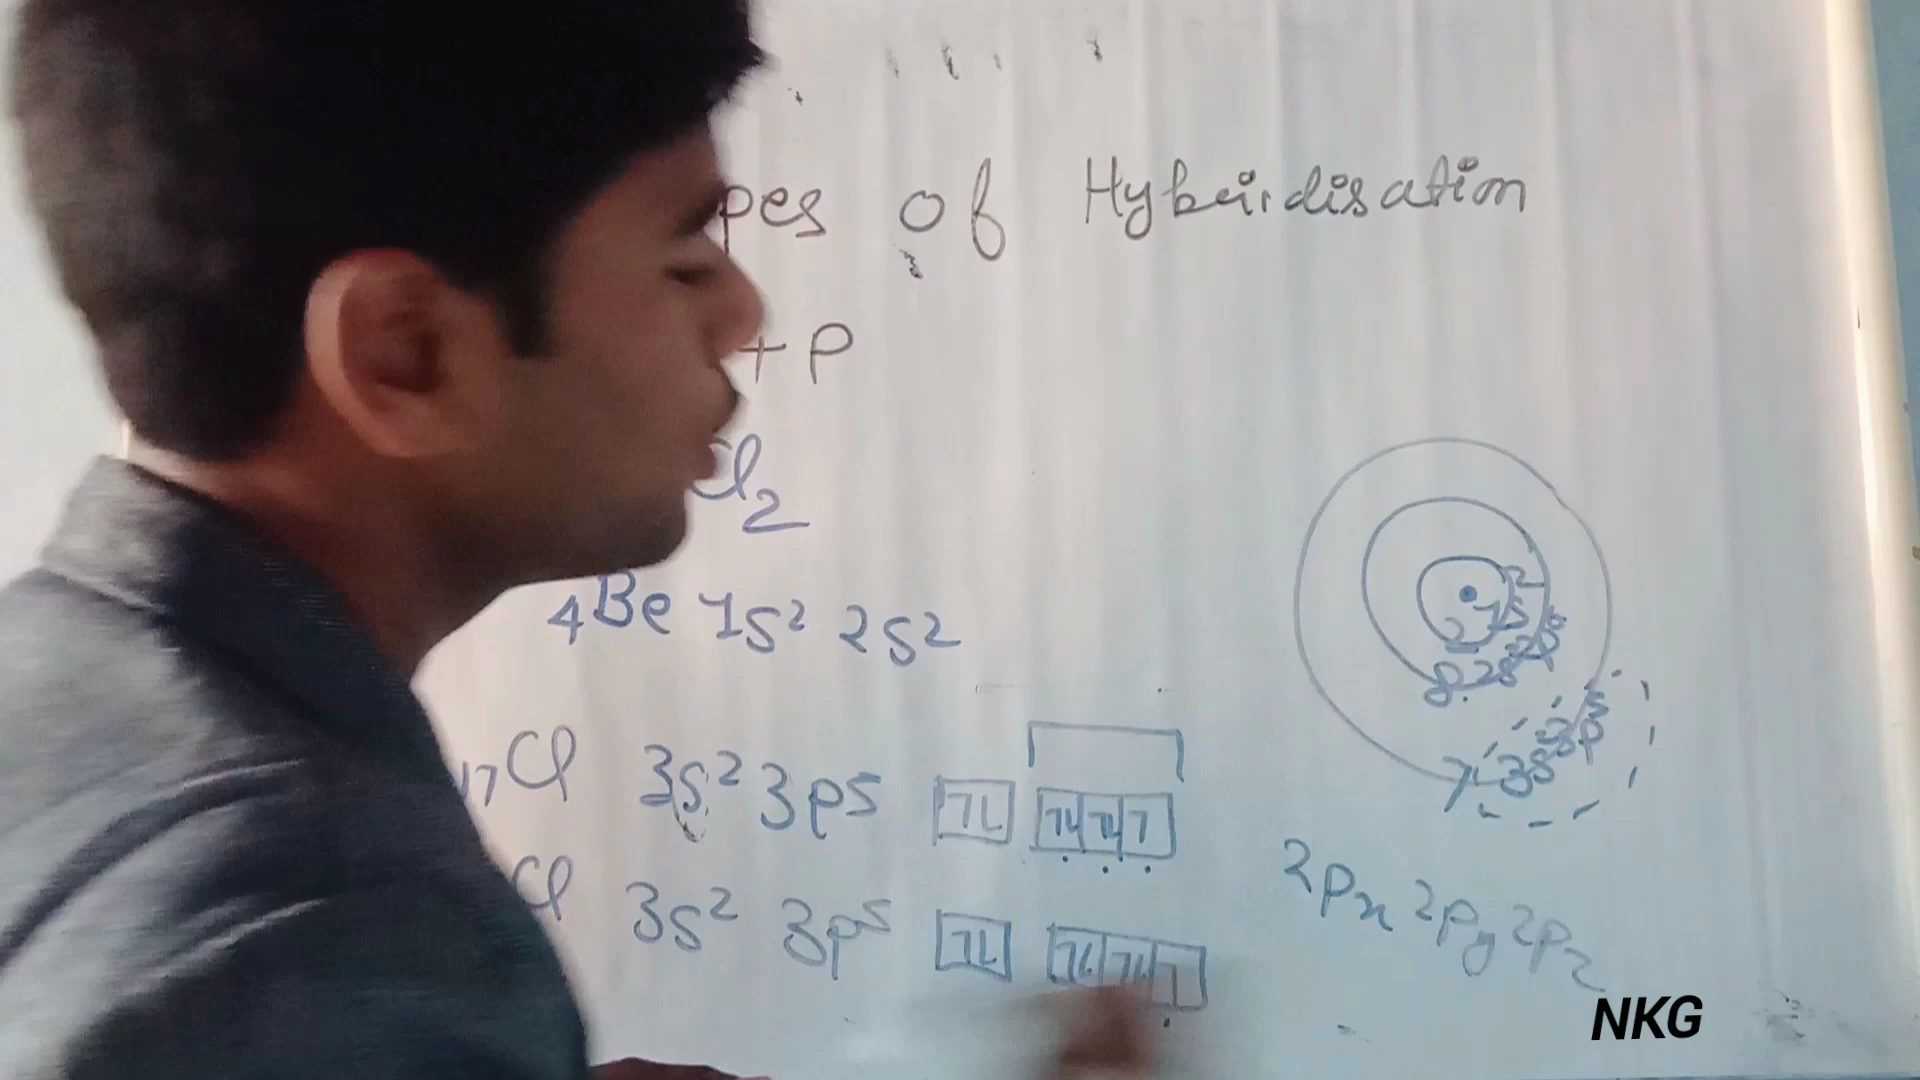 pes of Hybridisation
+ P
Cl2
4Be 1s² 2s²
17Cl 3s² 3p⁵
Cl 3s² 3p⁵
2px 2py 2pz
NKG